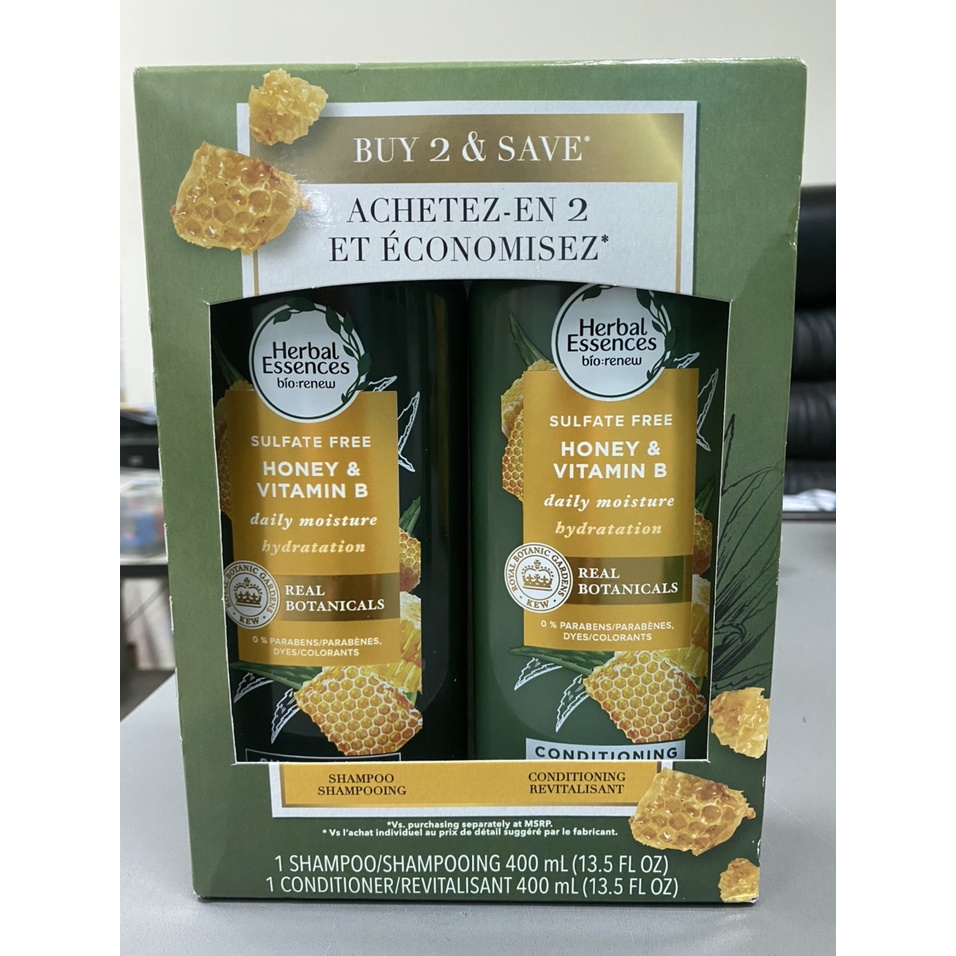 BUY 2 & SAVE*
ACHETEZ-EN 2
ET ÉCONOMISEZ*
Herbal
Essences
bío:renew
SULFATE FREE
HONEY &
VITAMIN B
daily moisture
hydratation
ROYAL BOTANIC GARDENS
KEW
REAL
BOTANICALS
0 % PARABENS/PARABÈNES,
DYES/COLORANTS
Herbal
Essences
bío:renew
SULFATE FREE
HONEY &
VITAMIN B
daily moisture
hydratation
ROYAL BOTANIC GARDENS
• KEW •
REAL
BOTANICALS
0 % PARABENS/PARABÈNES,
DYES/COLORANTS
CONDITIONING
SHAMPOO
SHAMPOOING
CONDITIONING
REVITALISANT
*Vs. purchasing separately at MSRP.
* Vs l'achat individuel au prix de détail suggéré par le fabricant.
1 SHAMPOO/SHAMPOOING 400 mL (13.5 FL OZ)
1 CONDITIONER/REVITALISANT 400 mL (13.5 FL OZ)